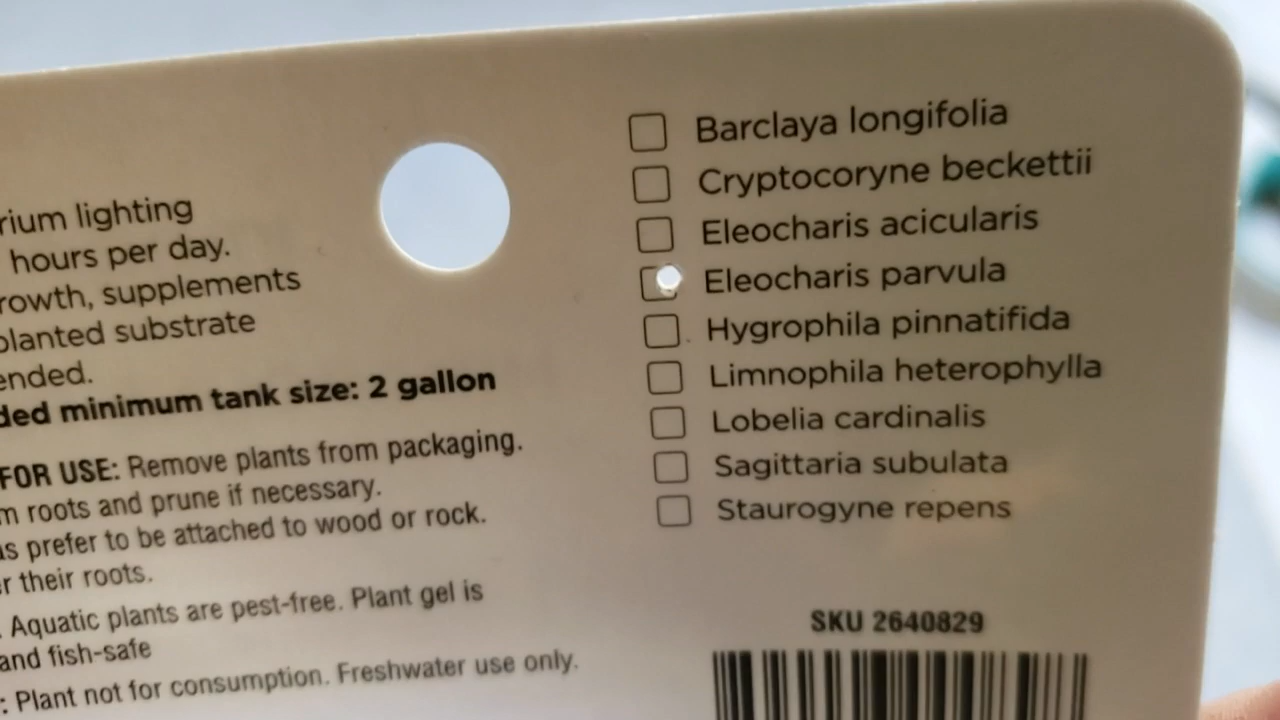 rium lighting
hours per day.
rowth, supplements
planted substrate
ended.
ded minimum tank size: 2 gallon
FOR USE: Remove plants from packaging.
m roots and prune if necessary.
s prefer to be attached to wood or rock.
r their roots.
. Aquatic plants are pest-free. Plant gel is
and fish-safe
: Plant not for consumption. Freshwater use only.
Barclaya longifolia
Cryptocoryne beckettii
Eleocharis acicularis
Eleocharis parvula
Hygrophila pinnatifida
Limnophila heterophylla
Lobelia cardinalis
Sagittaria subulata
Staurogyne repens
SKU 2640829